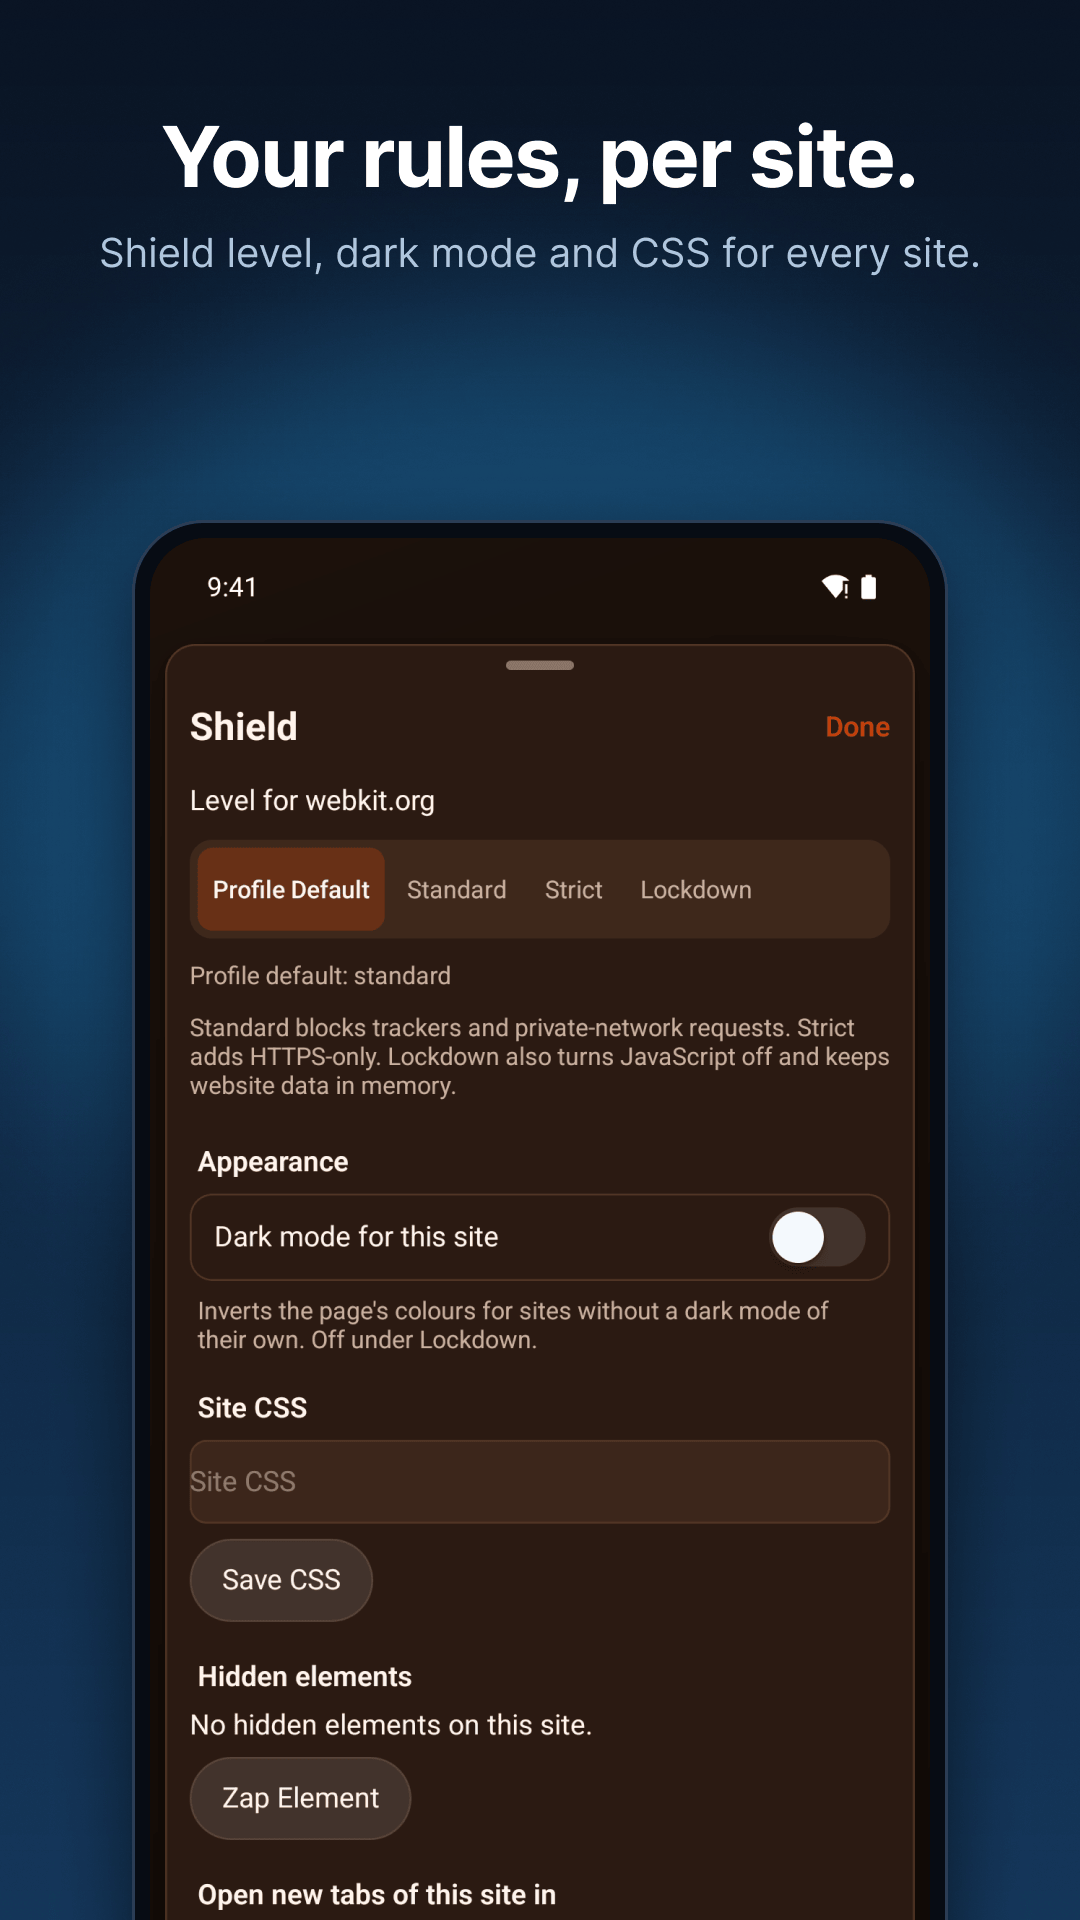 Your rules, per site.
Shield level, dark mode and CSS for every site.
9:41
Shield
Done
Level for webkit.org
Profile Default
Standard
Strict
Lockdown
Profile default: standard
Standard blocks trackers and private-network requests. Strict
adds HTTPS-only. Lockdown also turns JavaScript off and keeps
website data in memory.
Appearance
Dark mode for this site
Inverts the page's colours for sites without a dark mode of
their own. Off under Lockdown.
Site CSS
Site CSS
Save CSS
Hidden elements
No hidden elements on this site.
Zap Element
Open new tabs of this site in